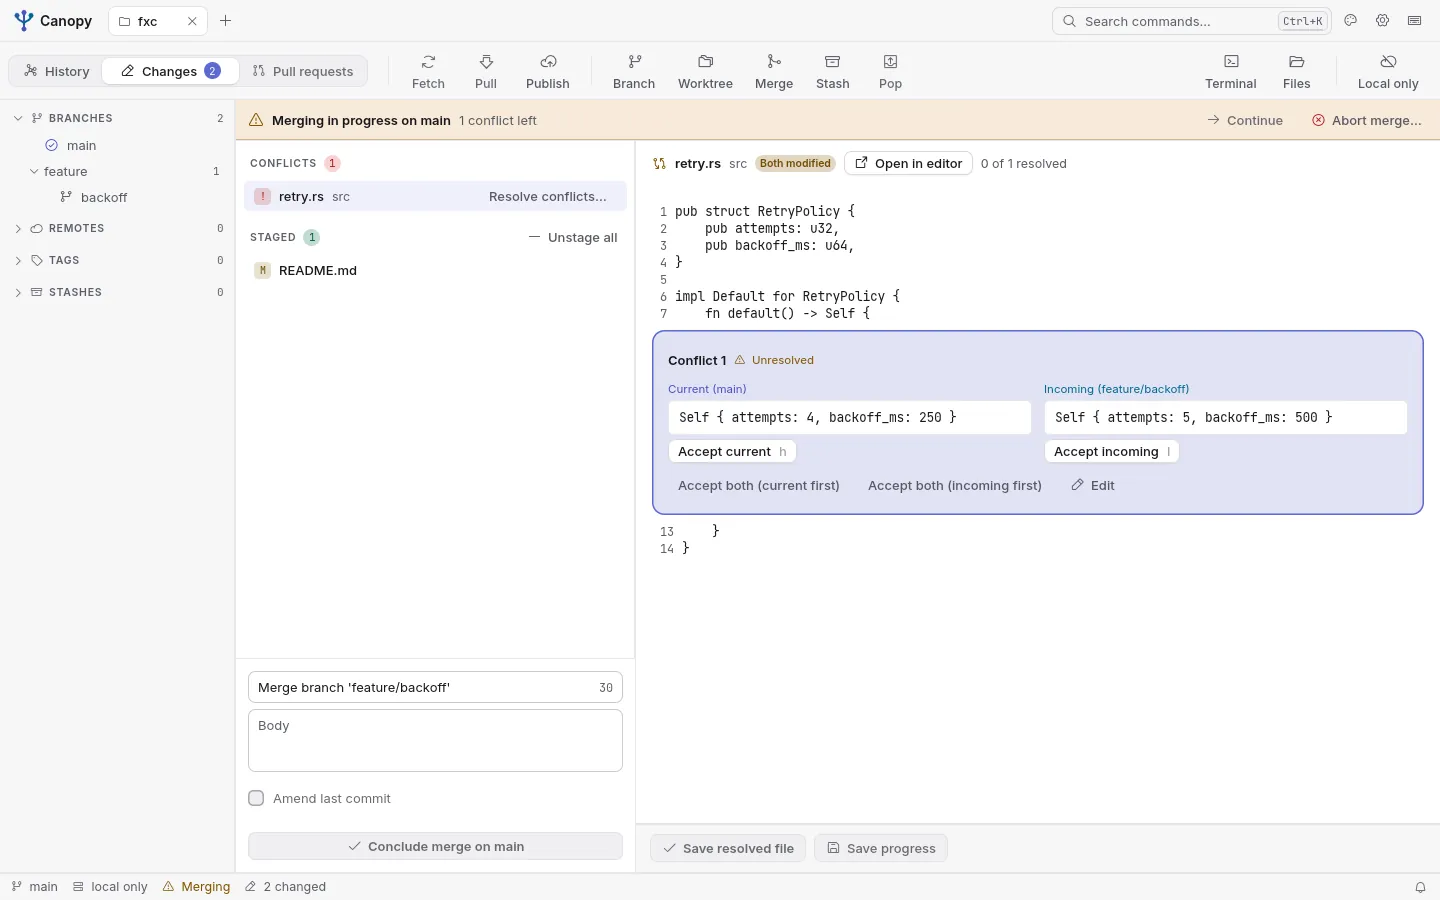 Canopy
fxc
Search commands...
Ctrl+K
History
Changes 2
Pull requests
Fetch
Pull
Publish
Branch
Worktree
Merge
Stash
Pop
Terminal
Files
Local only
BRANCHES 2
main
feature 1
backoff
REMOTES 0
TAGS 0
STASHES 0
Merging in progress on main 1 conflict left
Continue
Abort merge...
CONFLICTS 1
! retry.rs src Resolve conflicts...
STAGED 1 Unstage all
M README.md
Merge branch 'feature/backoff' 30
Body
Amend last commit
Conclude merge on main
retry.rs src Both modified Open in editor 0 of 1 resolved
1 pub struct RetryPolicy {
2 pub attempts: u32,
3 pub backoff_ms: u64,
4 }
5
6 impl Default for RetryPolicy {
7 fn default() -> Self {
Conflict 1 Unresolved
Current (main)
Self { attempts: 4, backoff_ms: 250 }
Accept current h
Incoming (feature/backoff)
Self { attempts: 5, backoff_ms: 500 }
Accept incoming l
Accept both (current first) Accept both (incoming first) Edit
13 }
14 }
Save resolved file
Save progress
main
local only
Merging
2 changed